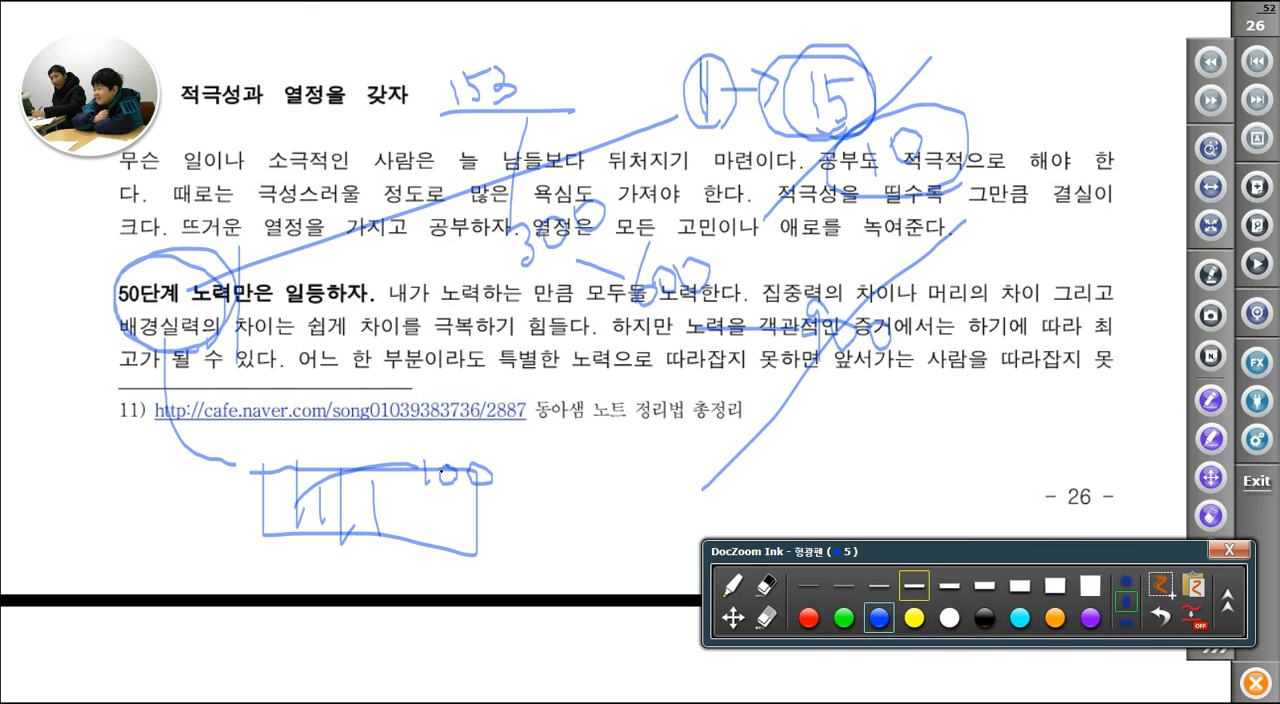 52
26
적극성과 열정을 갖자
153
15
10
무슨 일이나 소극적인 사람은 늘 남들보다 뒤처지기 마련이다. 공부도 적극적으로 해야 한
다. 때로는 극성스러울 정도로 많은 욕심도 가져야 한다. 적극성을 띨수록 그만큼 결실이
크다. 뜨거운 열정을 가지고 공부하자. 열정은 모든 고민이나 애로를 녹여준다.
300
600
50단계 노력만은 일등하자. 내가 노력하는 만큼 모두들 노력한다. 집중력의 차이나 머리의 차이 그리고
배경실력의 차이는 쉽게 차이를 극복하기 힘들다. 하지만 노력을 객관적인 증거에서는 하기에 따라 최
900
고가 될 수 있다. 어느 한 부분이라도 특별한 노력으로 따라잡지 못하면 앞서가는 사람을 따라잡지 못
11) http://cafe.naver.com/song01039383736/2887 동아샘 노트 정리법 총정리
100
- 26 -
FX
Exit
DocZoom Ink - 형광펜 ( 5 )
OFF